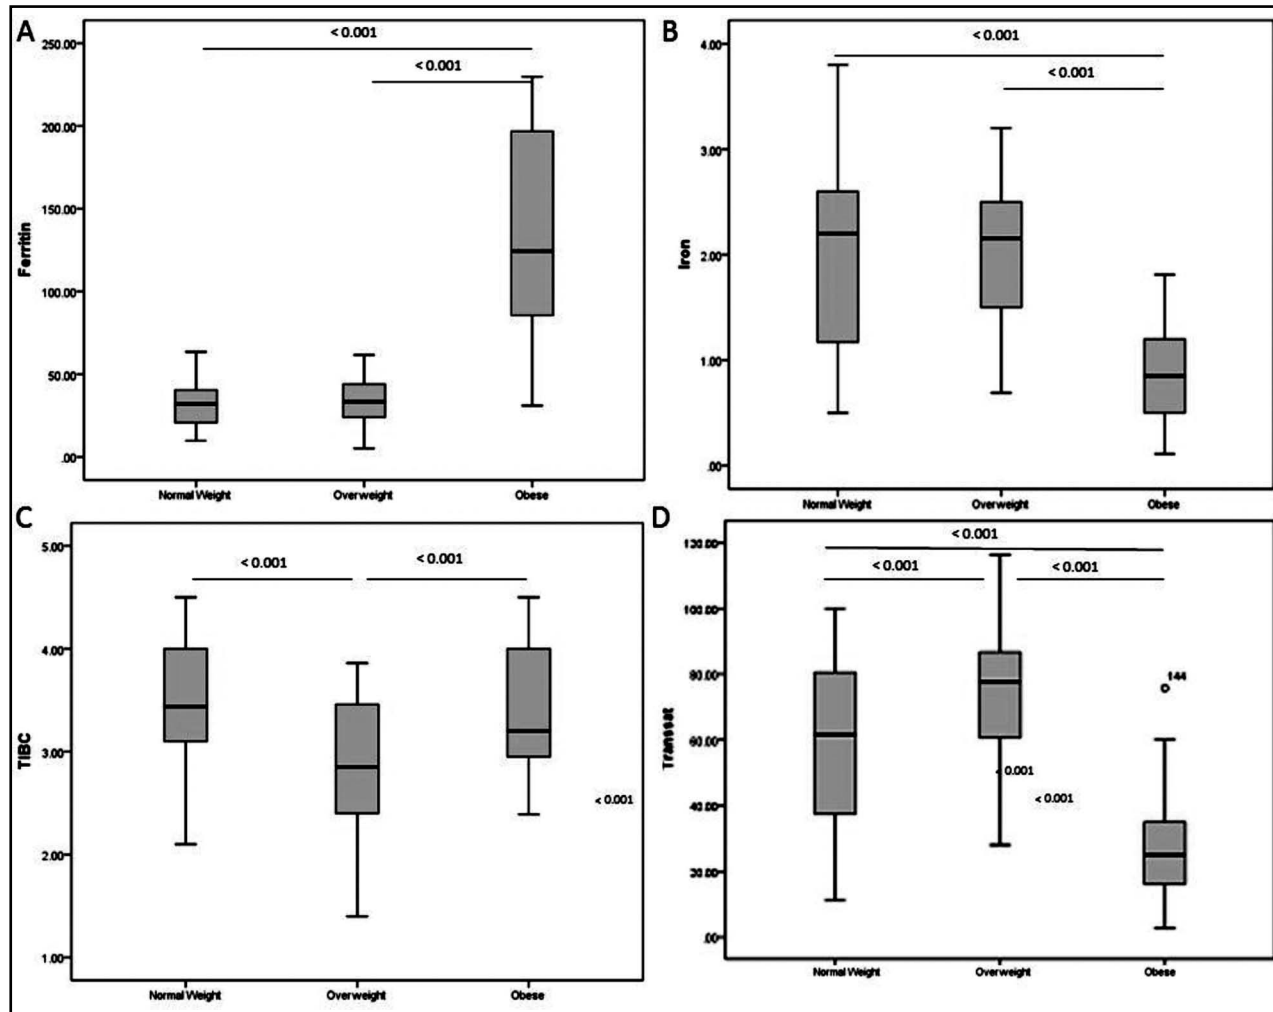 A
< 0.001
< 0.001
250.00
200.00
150.00
100.00
50.00
.00
Ferritin
Normal Weight Overweight Obese
B
< 0.001
< 0.001
4.00
3.00
2.00
1.00
.00
Iron
Normal Weight Overweight Obese
C
< 0.001 < 0.001
5.00
4.00
3.00
2.00
1.00
TIBC
< 0.001
Normal Weight Overweight Obese
D
< 0.001
< 0.001 < 0.001
120.00
100.00
80.00
60.00
40.00
20.00
.00
Transsat
144
< 0.001
< 0.001
Normal Weight Overweight Obese